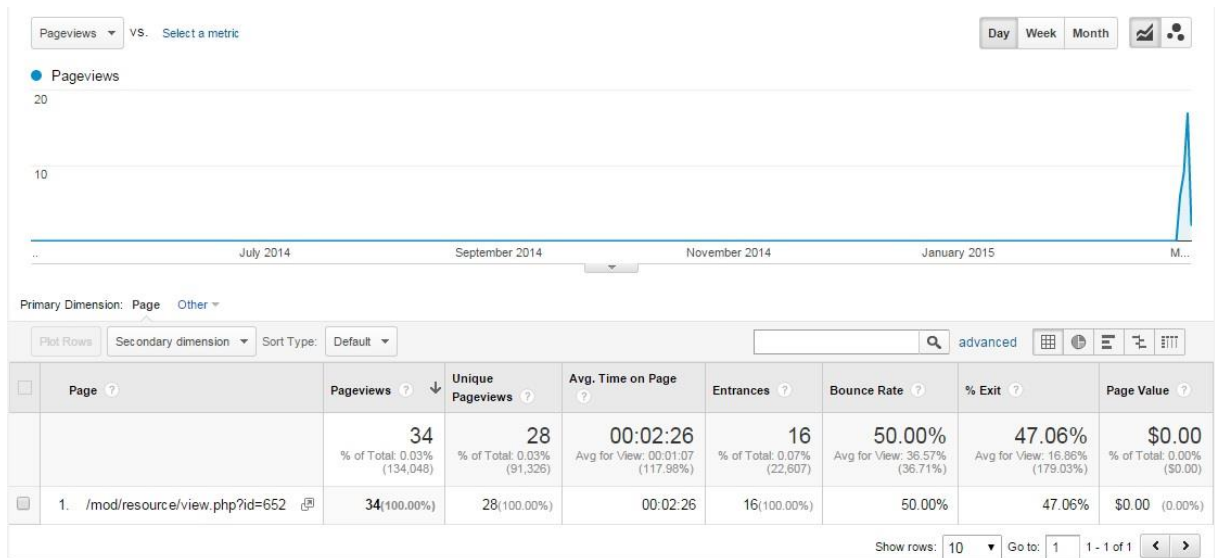 Pageviews VS. Select a metric Day Week Month
Pageviews
20
10
.. July 2014 September 2014 November 2014 January 2015 M...
Primary Dimension: Page Other
Plot Rows Secondary dimension Sort Type: Default advanced
Page ? Pageviews ? Unique Pageviews ? Avg. Time on Page ? Entrances ? Bounce Rate ? % Exit ? Page Value ?
34 28 00:02:26 16 50.00% 47.06% $0.00
% of Total: 0.03% % of Total: 0.03% Avg for View: 00:01:07 % of Total: 0.07% Avg for View: 36.57% Avg for View: 16.86% % of Total: 0.00%
(134,048) (91,326) (117.98%) (22,607) (36.71%) (179.03%) ($0.00)
1. /mod/resource/view.php?id=652 34(100.00%) 28(100.00%) 00:02:26 16(100.00%) 50.00% 47.06% $0.00 (0.00%)
Show rows: 10 Go to: 1 1 - 1 of 1 < >